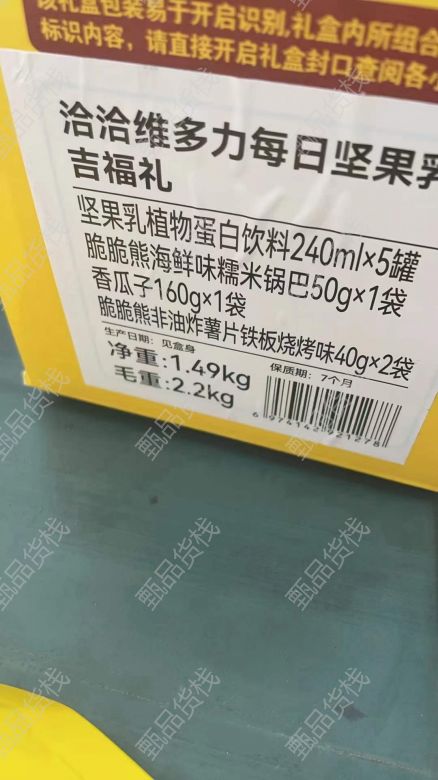 该礼盒包装易于开启识别,礼盒内所组合
标识内容，请直接开启礼盒封口查阅各小
洽洽维多力每日坚果乳
吉福礼
坚果乳植物蛋白饮料240ml×5罐
脆脆熊海鲜味糯米锅巴50g×1袋
香瓜子160g×1袋
脆脆熊非油炸薯片铁板烧烤味40g×2袋
生产日期：见盒身
保质期：7个月
净重:1.49kg
毛重:2.2kg
6 974142 921278
甄品货栈